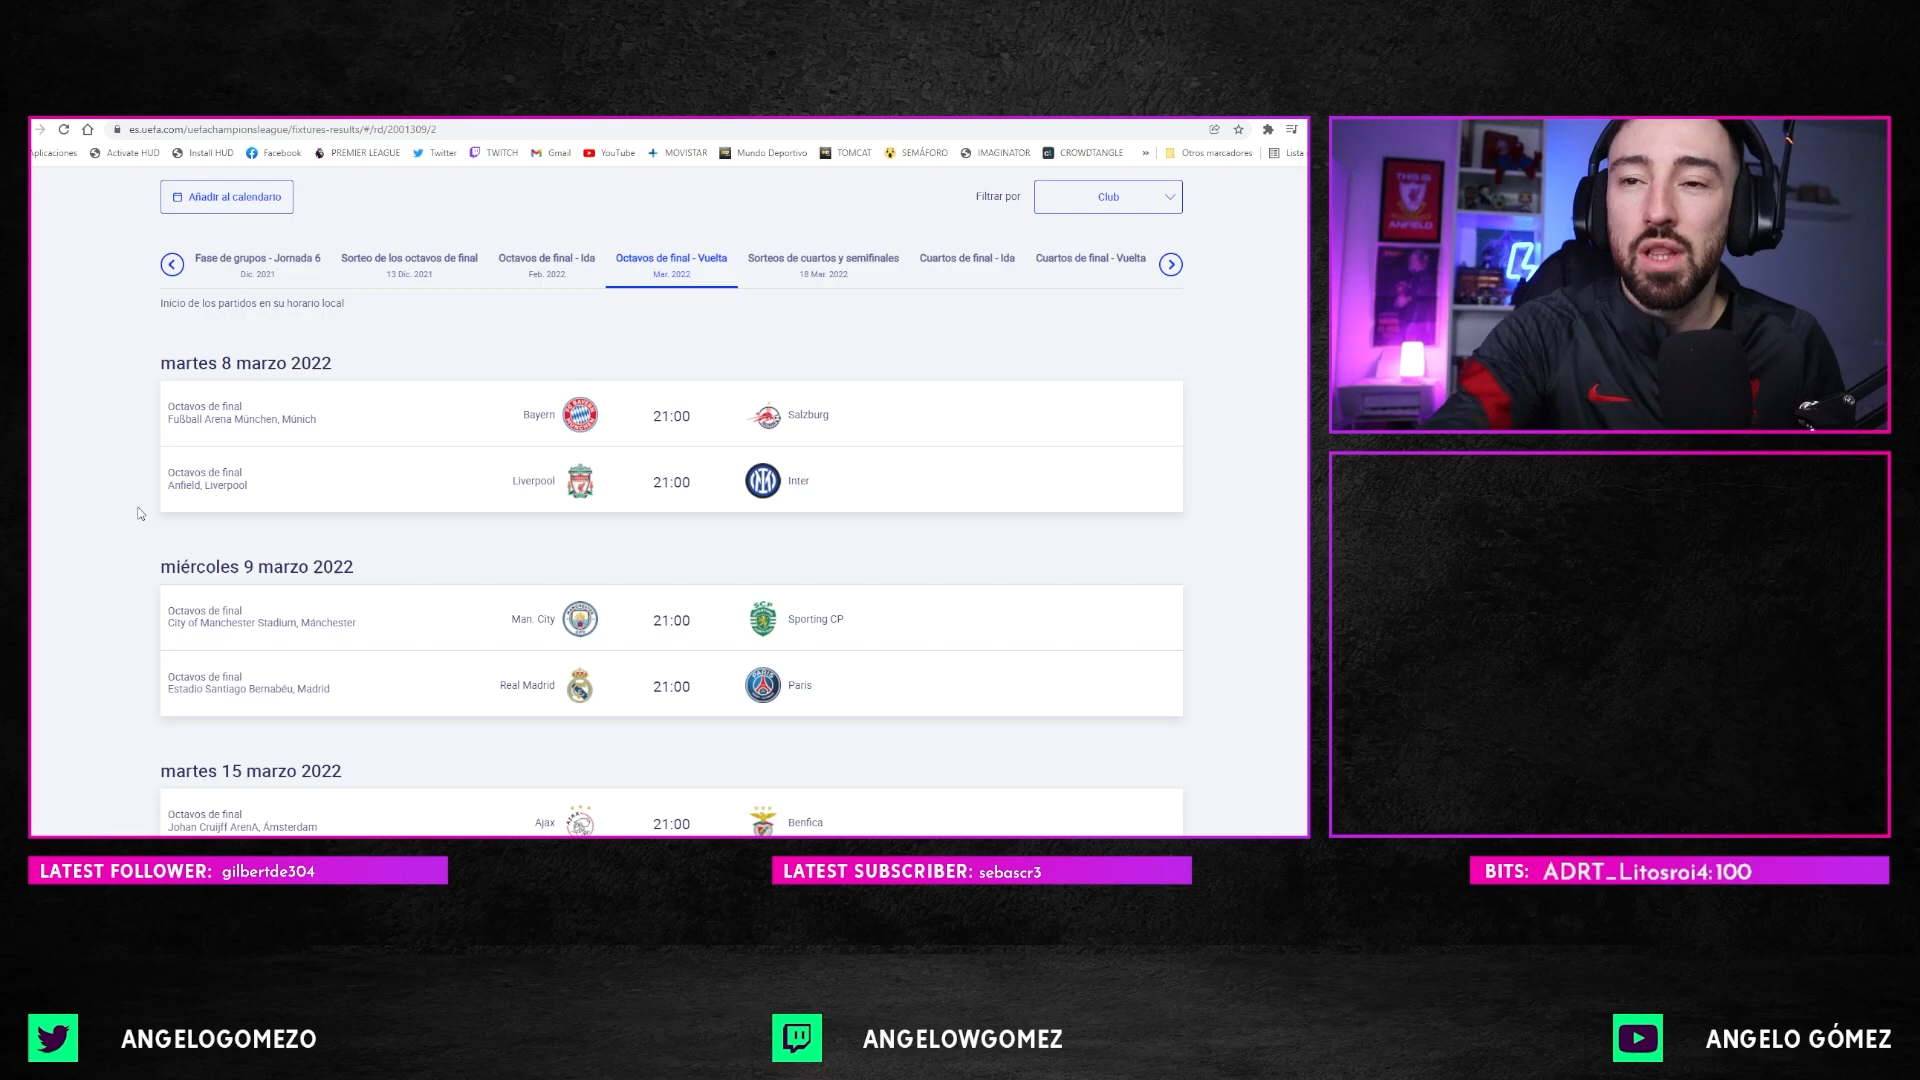 es.uefa.com/uefachampionsleague/fixtures-results/#/rd/2001309/2
Aplicaciones Activate HUD Install HUD Facebook PREMIER LEAGUE Twitter TWITCH Gmail YouTube MOVISTAR Mundo Deportivo TOMCAT SEMÁFORO IMAGINATOR CROWDTANGLE » Otros marcadores Lista
Añadir al calendario
Filtrar por Club
Fase de grupos - Jornada 6 Sorteo de los octavos de final Octavos de final - Ida Octavos de final - Vuelta Sorteos de cuartos y semifinales Cuartos de final - Ida Cuartos de final - Vuelta
Dic. 2021 13 Dic. 2021 Feb. 2022 Mar. 2022 18 Mar. 2022
Inicio de los partidos en su horario local
martes 8 marzo 2022
Octavos de final
Fußball Arena München, Múnich
Bayern 21:00 Salzburg
Octavos de final
Anfield, Liverpool
Liverpool 21:00 Inter
miércoles 9 marzo 2022
Octavos de final
City of Manchester Stadium, Mánchester
Man. City 21:00 Sporting CP
Octavos de final
Estadio Santiago Bernabéu, Madrid
Real Madrid 21:00 Paris
martes 15 marzo 2022
Octavos de final
Johan Cruijff ArenA, Ámsterdam
Ajax 21:00 Benfica
THIS IS
ANFIELD
LATEST FOLLOWER: gilbertde304
LATEST SUBSCRIBER: sebascr3
BITS: ADRT_Litosroi4: 100
ANGELOGOMEZO
ANGELOWGOMEZ
ANGELO GÓMEZ